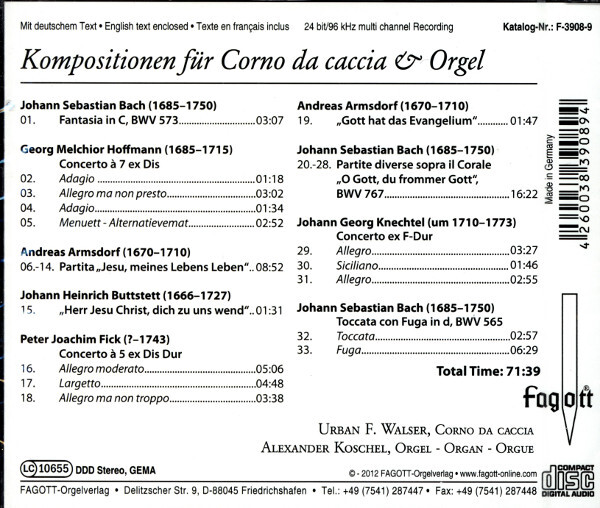 Mit deutschem Text • English text enclosed • Texte en français inclus 24 bit/96 kHz multi channel Recording Katalog-Nr.: F-3908-9
Kompositionen für Corno da caccia & Orgel
Johann Sebastian Bach (1685–1750)
01. Fantasia in C, BWV 573 03:07
Georg Melchior Hoffmann (1685–1715)
Concerto à 7 ex Dis
02. Adagio 01:18
03. Allegro ma non presto 03:02
04. Adagio 01:34
05. Menuett - Alternativemat 02:52
Andreas Armsdorf (1670–1710)
06.-14. Partita „Jesu, meines Lebens Leben“ 08:52
Johann Heinrich Buttstett (1666–1727)
15. „Herr Jesu Christ, dich zu uns wend“ 01:31
Peter Joachim Fick (?–1743)
Concerto à 5 ex Dis Dur
16. Allegro moderato 05:06
17. Largetto 04:48
18. Allegro ma non troppo 03:38
Andreas Armsdorf (1670–1710)
19. „Gott hat das Evangelium“ 01:47
Johann Sebastian Bach (1685–1750)
20.-28. Partite diverse sopra il Corale
„O Gott, du frommer Gott“,
BWV 767 16:22
Johann Georg Knechtel (um 1710–1773)
Concerto ex F-Dur
29. Allegro 03:27
30. Siciliano 01:46
31. Allegro 02:55
Johann Sebastian Bach (1685–1750)
Toccata con Fuga in d, BWV 565
32. Toccata 02:57
33. Fuga 06:29
Total Time: 71:39
Made in Germany
4 260038 390894
fagott
Urban F. Walser, Corno da caccia
Alexander Koschel, Orgel - Organ - Orgue
LC 10655 DDD Stereo, GEMA
© - 2012 FAGOTT-Orgelverlag • www.fagott-online.com
COMPACT
disc
DIGITAL AUDIO
FAGOTT-Orgelverlag • Delitzscher Str. 9, D-88045 Friedrichshafen • Tel.: +49 (7541) 287447 • Fax: +49 (7541) 287448